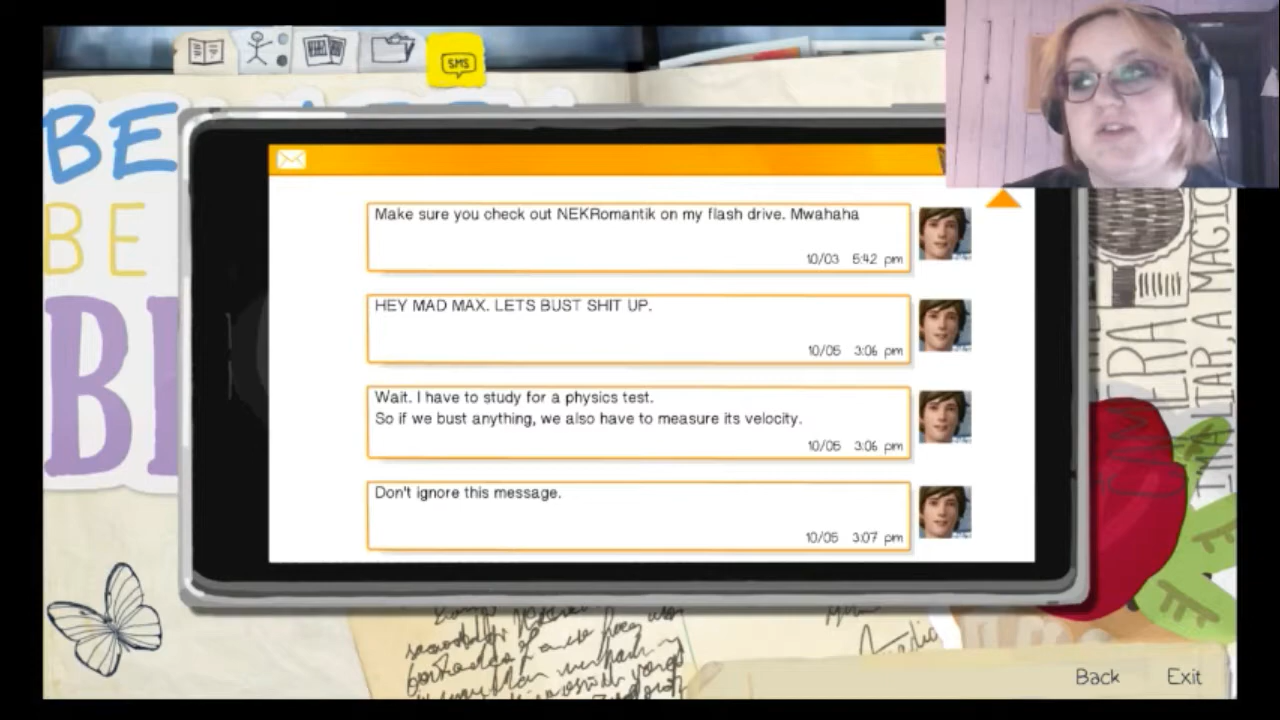 SMS
BE
BE
Make sure you check out NEKRomantik on my flash drive. Mwahaha
10/03 5:42 pm
HEY MAD MAX. LETS BUST SHIT UP.
10/05 3:06 pm
Wait. I have to study for a physics test.
So if we bust anything, we also have to measure its velocity.
10/05 3:06 pm
Don't ignore this message.
10/05 3:07 pm
Back Exit